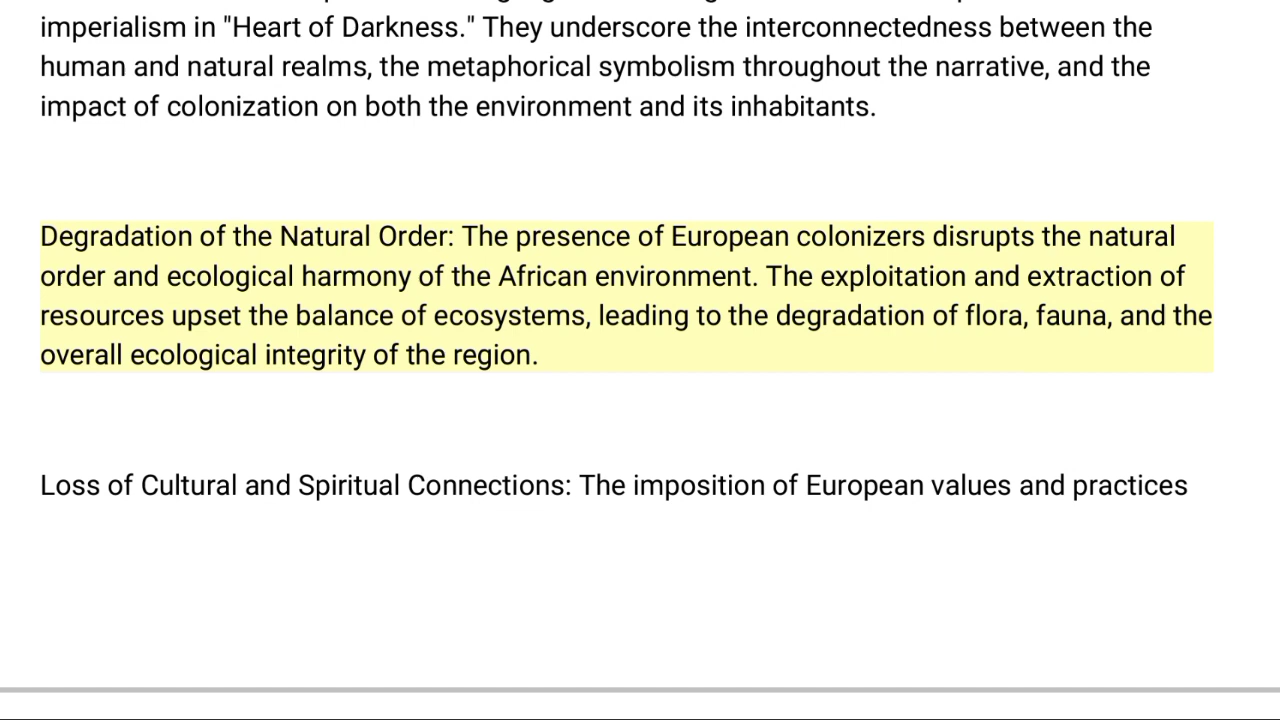 imperialism in "Heart of Darkness." They underscore the interconnectedness between the
human and natural realms, the metaphorical symbolism throughout the narrative, and the
impact of colonization on both the environment and its inhabitants.
Degradation of the Natural Order: The presence of European colonizers disrupts the natural
order and ecological harmony of the African environment. The exploitation and extraction of
resources upset the balance of ecosystems, leading to the degradation of flora, fauna, and the
overall ecological integrity of the region.
Loss of Cultural and Spiritual Connections: The imposition of European values and practices